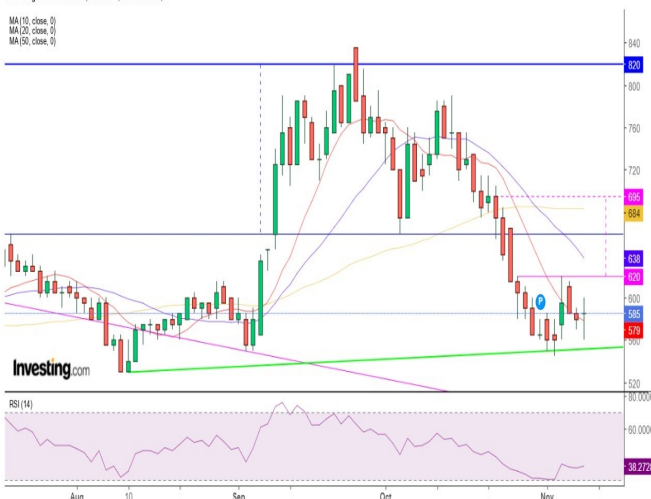 MA (10, close, 0)
MA (20, close, 0)
MA (50, close, 0)
840
820
800
760
720
695
684
638
620
600
585
579
560
520
P
Investing.com
RSI (14)
80.0000
60.0000
38.2720
Aug 10 Sep Oct Nov